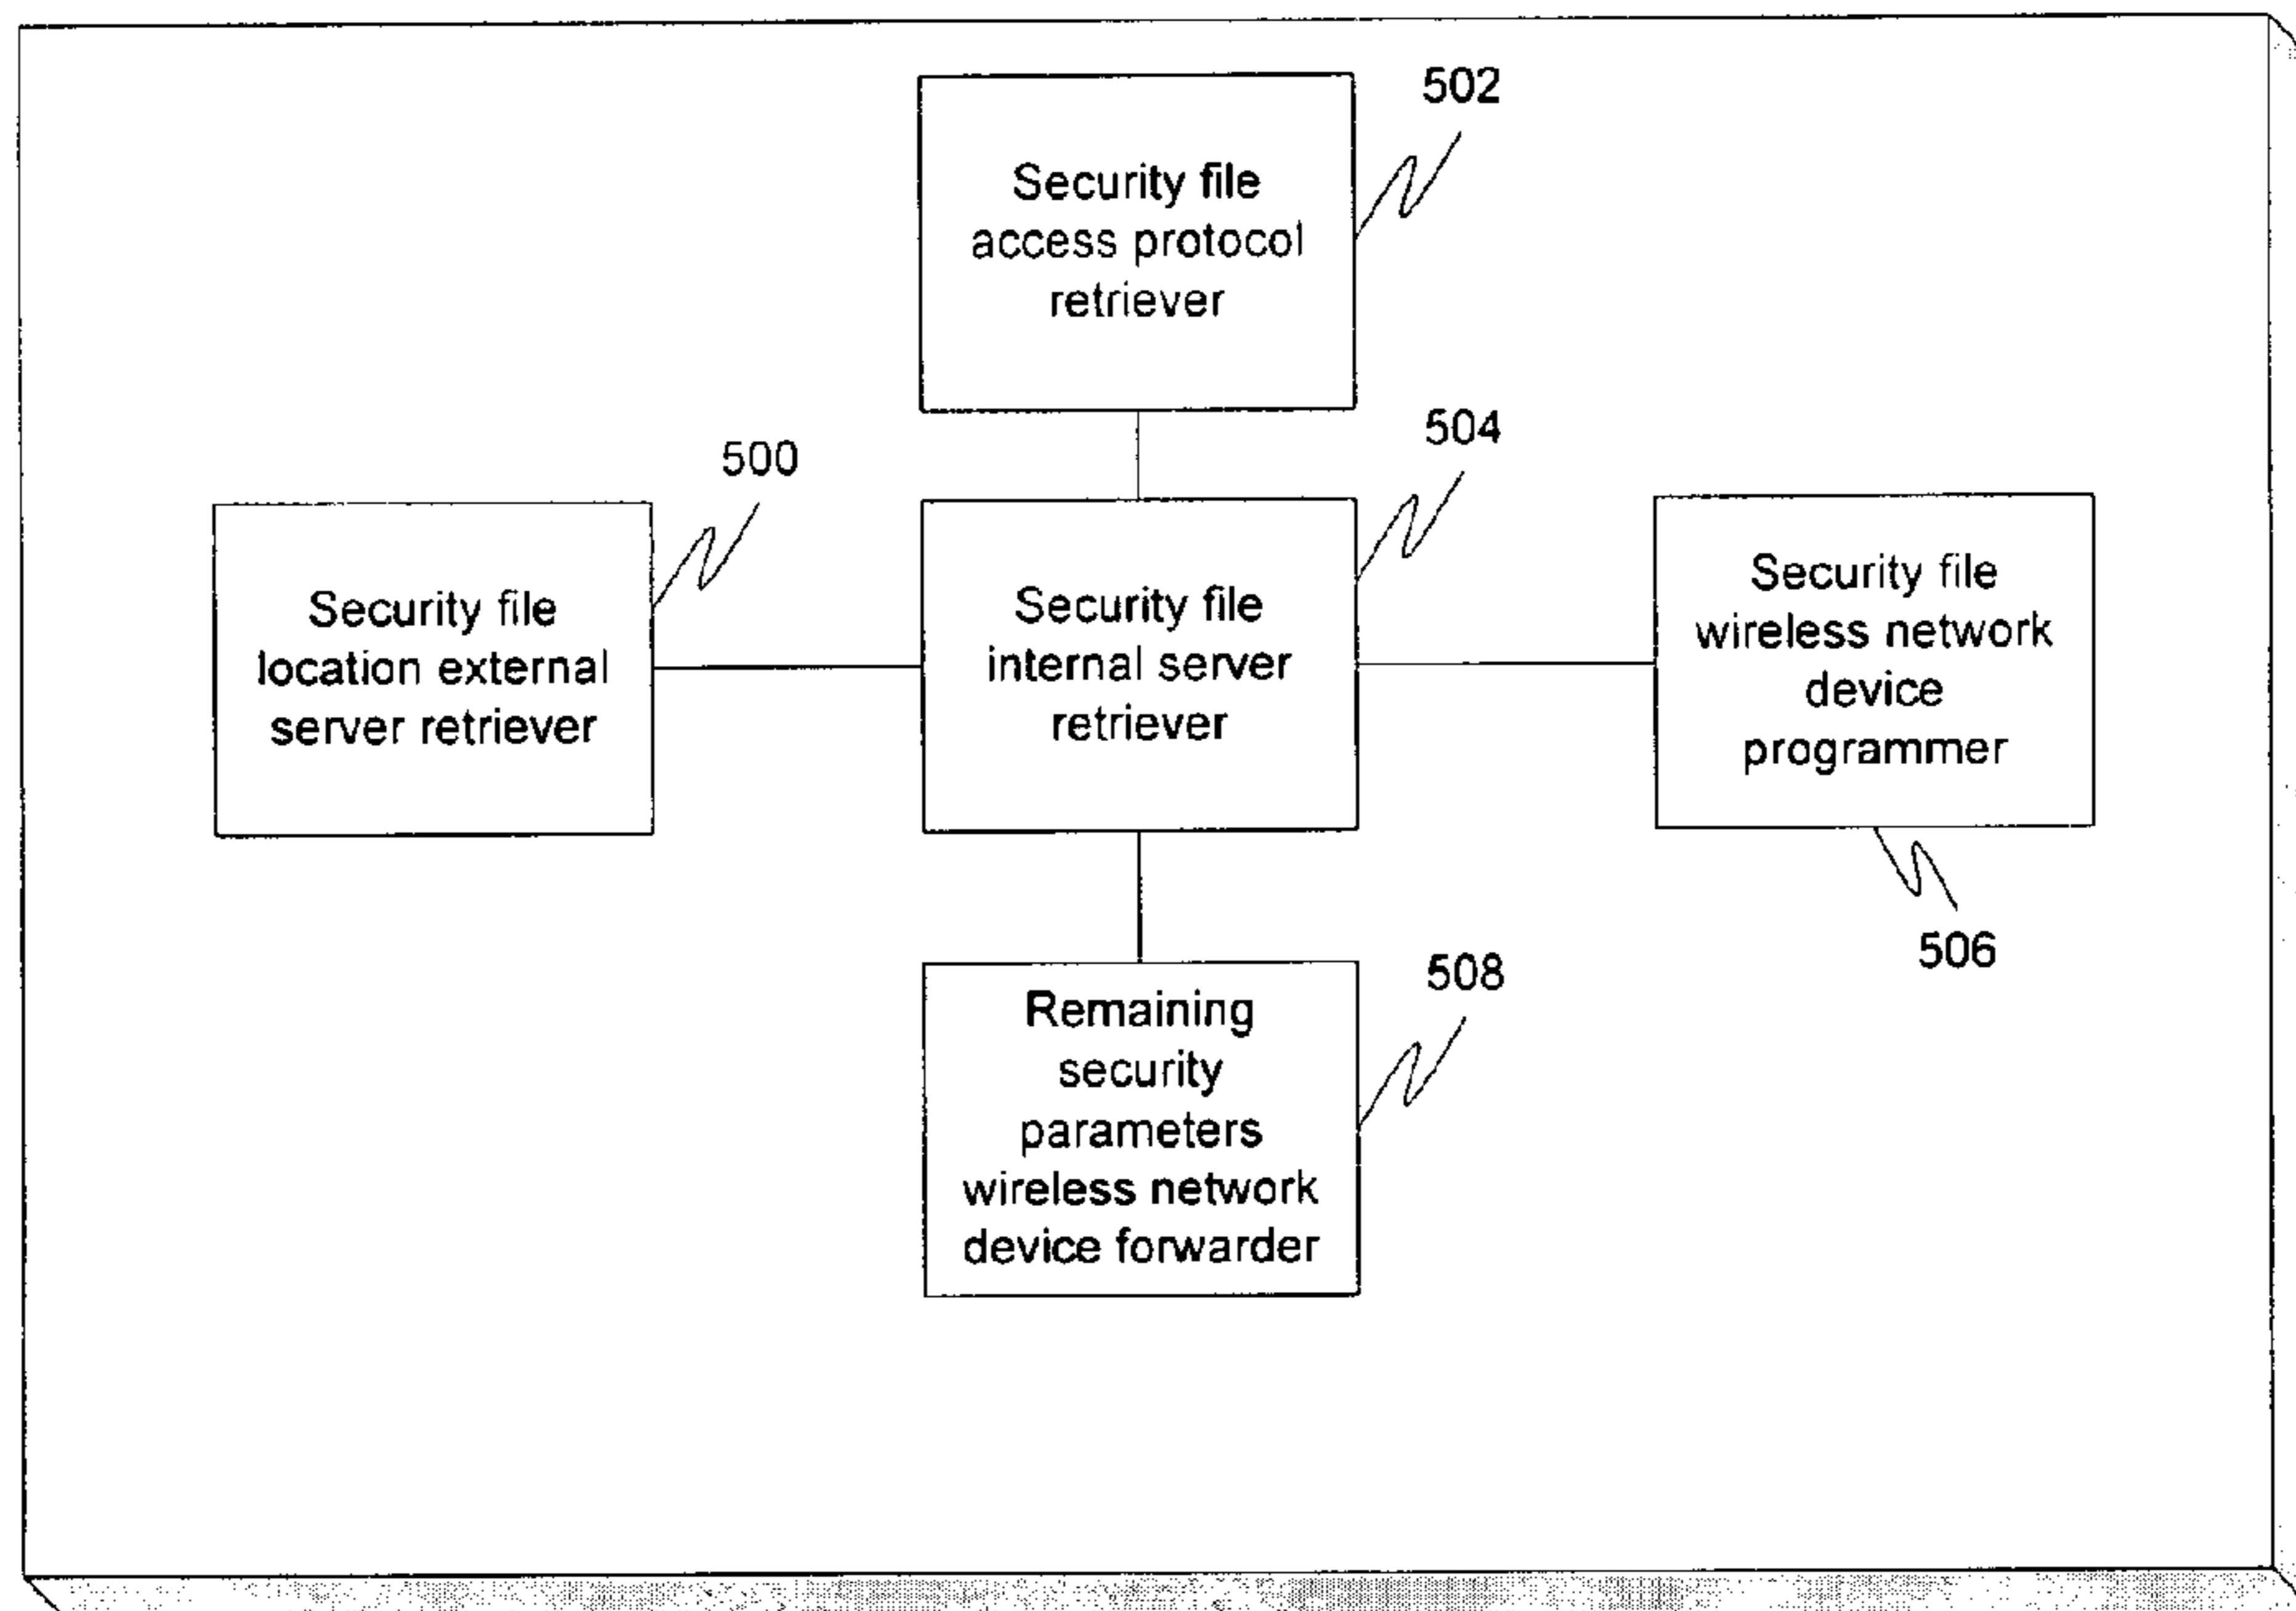 502
Security file
access protocol
retriever
500
504
Security file
location external
server retriever
Security file
internal server
retriever
Security file
wireless network
device
programmer
506
508
Remaining
security
parameters
wireless network
device forwarder